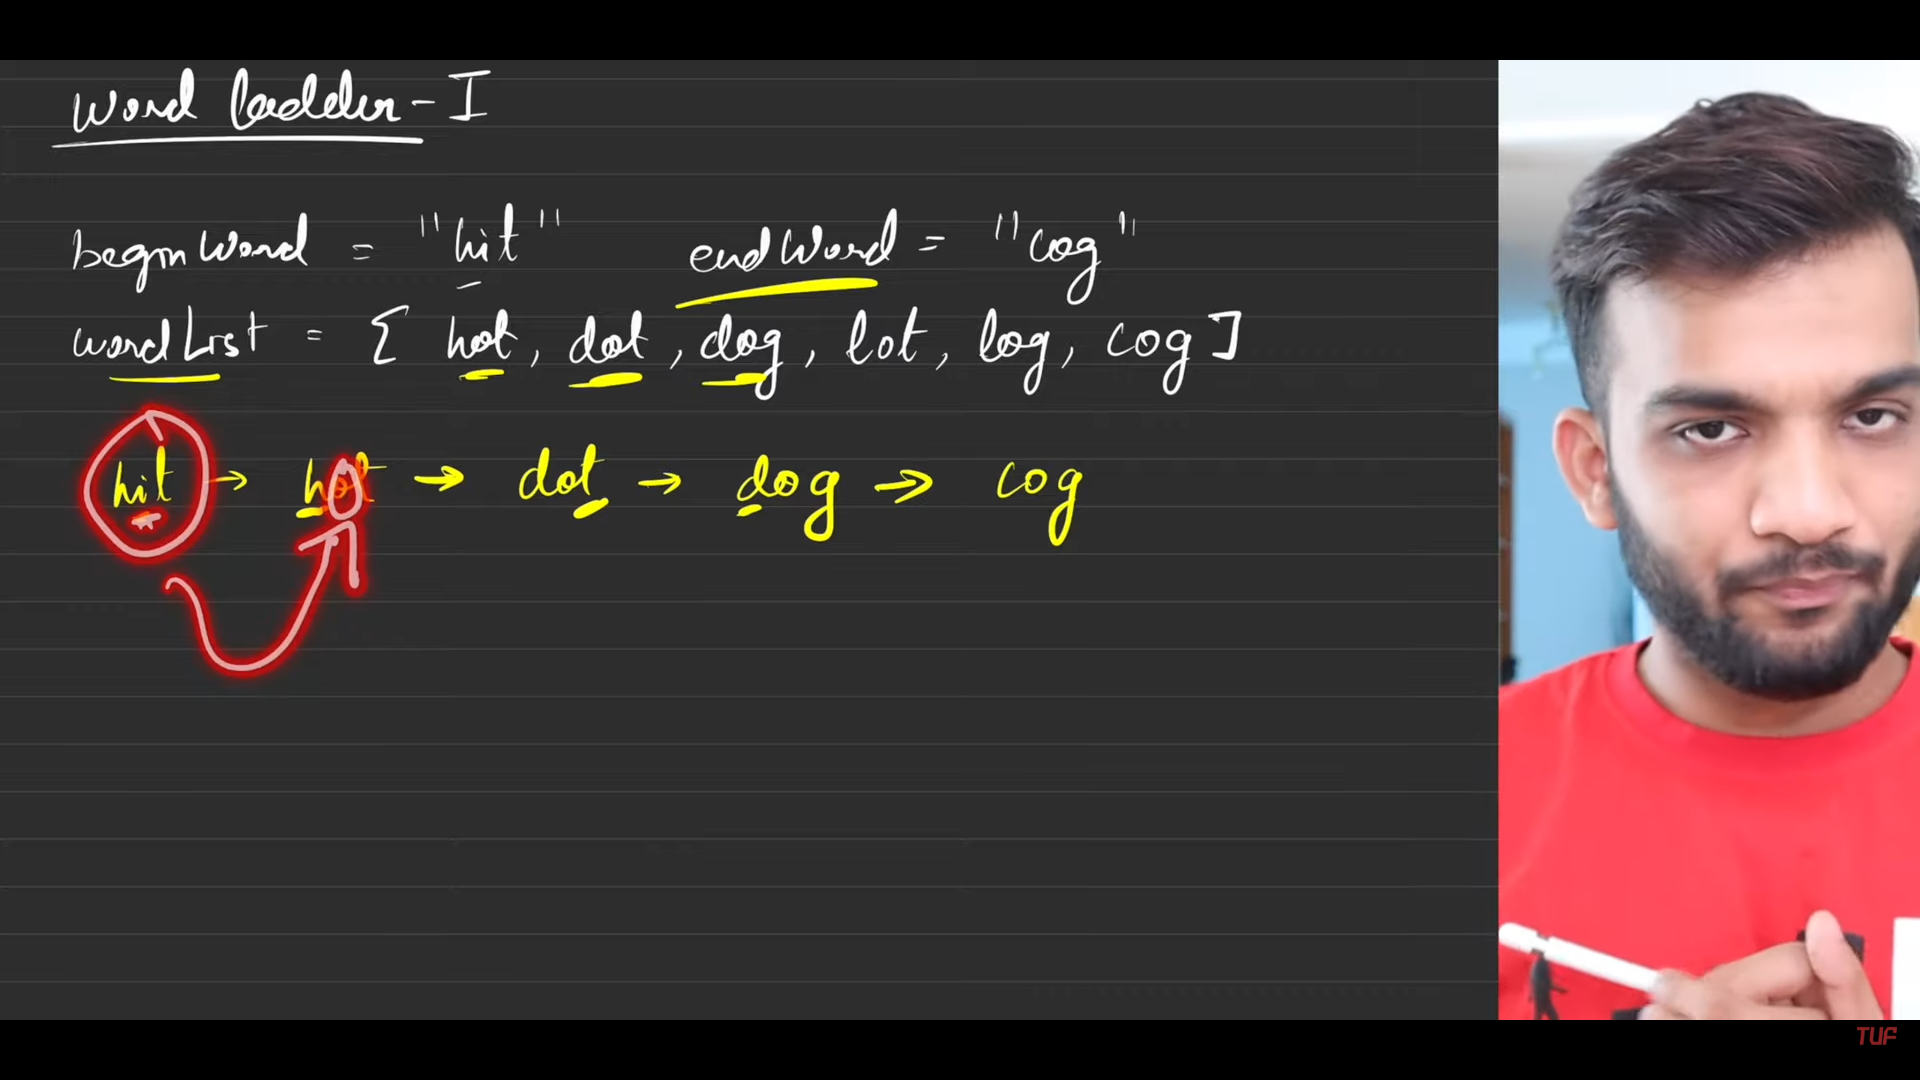 Word Ladder - I
beginWord = "hit" endWord = "cog"
wordList = [ hot, dot, dog, lot, log, cog ]
hit → hot → dot → dog → cog
TUF